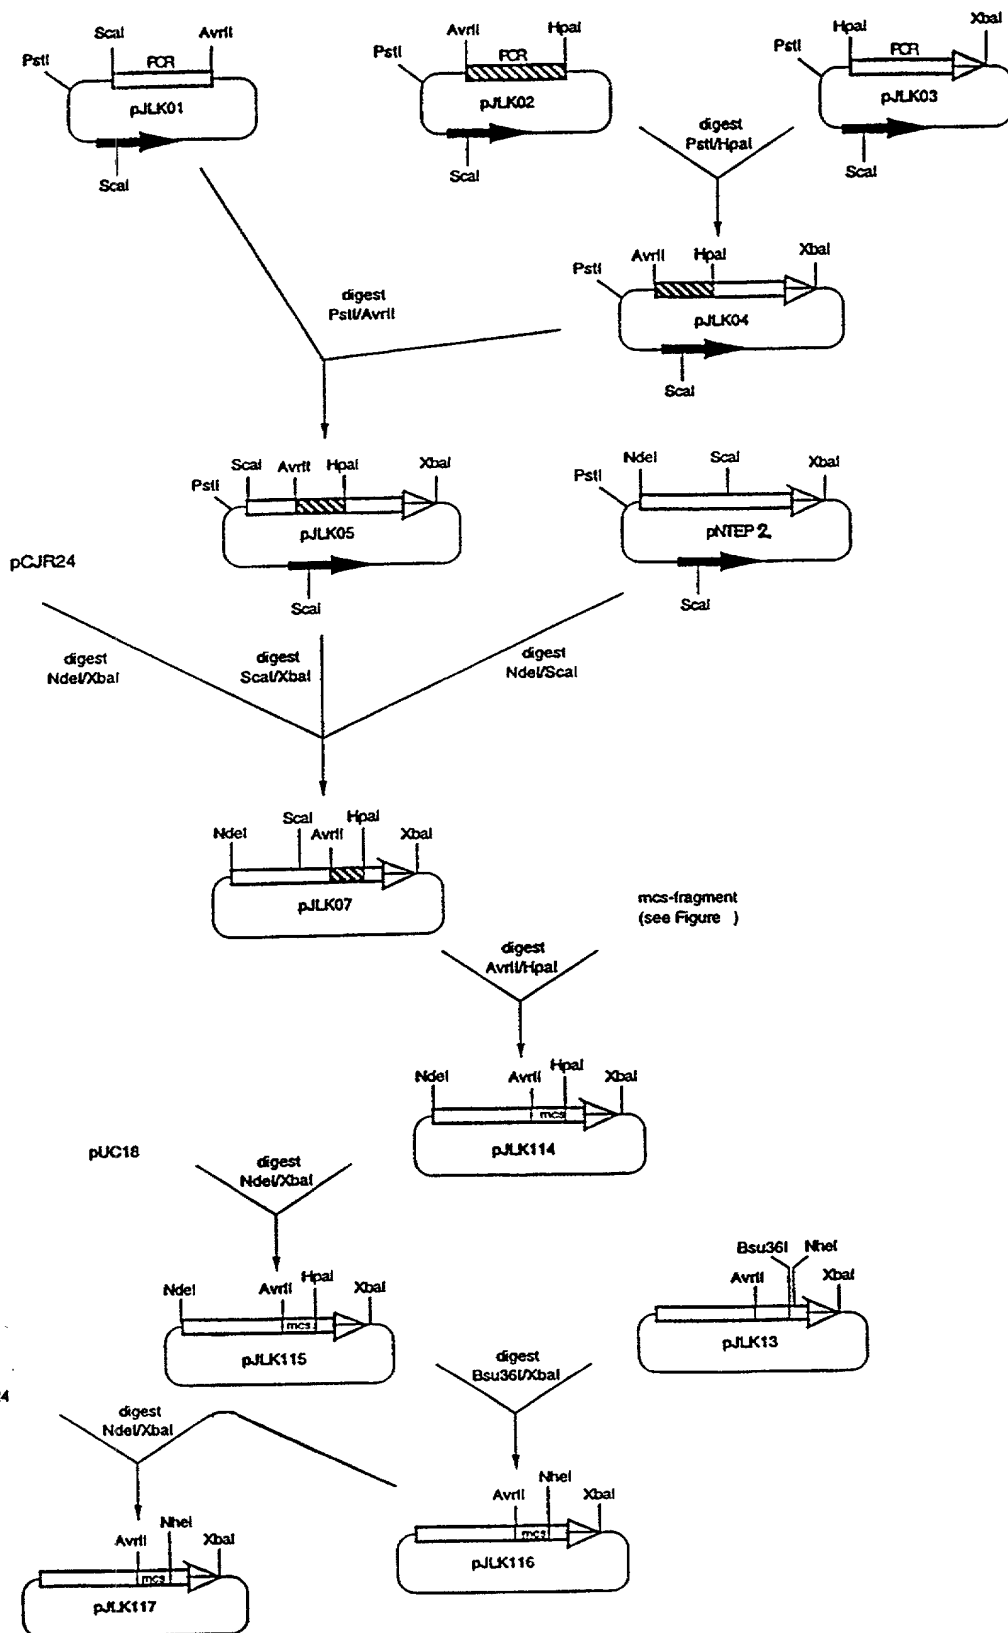 ScaI AvrII
PstI PCR
pJLK01
ScaI
AvrII HpaI
PstI PCR
pJLK02
ScaI
XbaI
HpaI
PstI PCR
pJLK03
ScaI
digest
PstI/HpaI
AvrII HpaI XbaI
PstI
pJLK04
ScaI
digest
PstI/AvrII
ScaI AvrII HpaI XbaI
PstI
pJLK05
ScaI
NdeI ScaI XbaI
PstI
pNTEP2
ScaI
pCJR24
digest
NdeI/XbaI
digest
ScaI/XbaI
digest
NdeI/ScaI
NdeI ScaI AvrII HpaI XbaI
pJLK07
mcs-fragment
(see Figure )
digest
AvrII/HpaI
NdeI AvrII HpaI XbaI
mcs
pJLK114
pUC18
digest
NdeI/XbaI
NdeI AvrII HpaI XbaI
mcs
pJLK115
Bsu36I NheI
AvrII XbaI
pJLK13
digest
Bsu36I/XbaI
24
digest
NdeI/XbaI
AvrII NheI XbaI
mcs
pJLK116
AvrII NheI XbaI
mcs
pJLK117